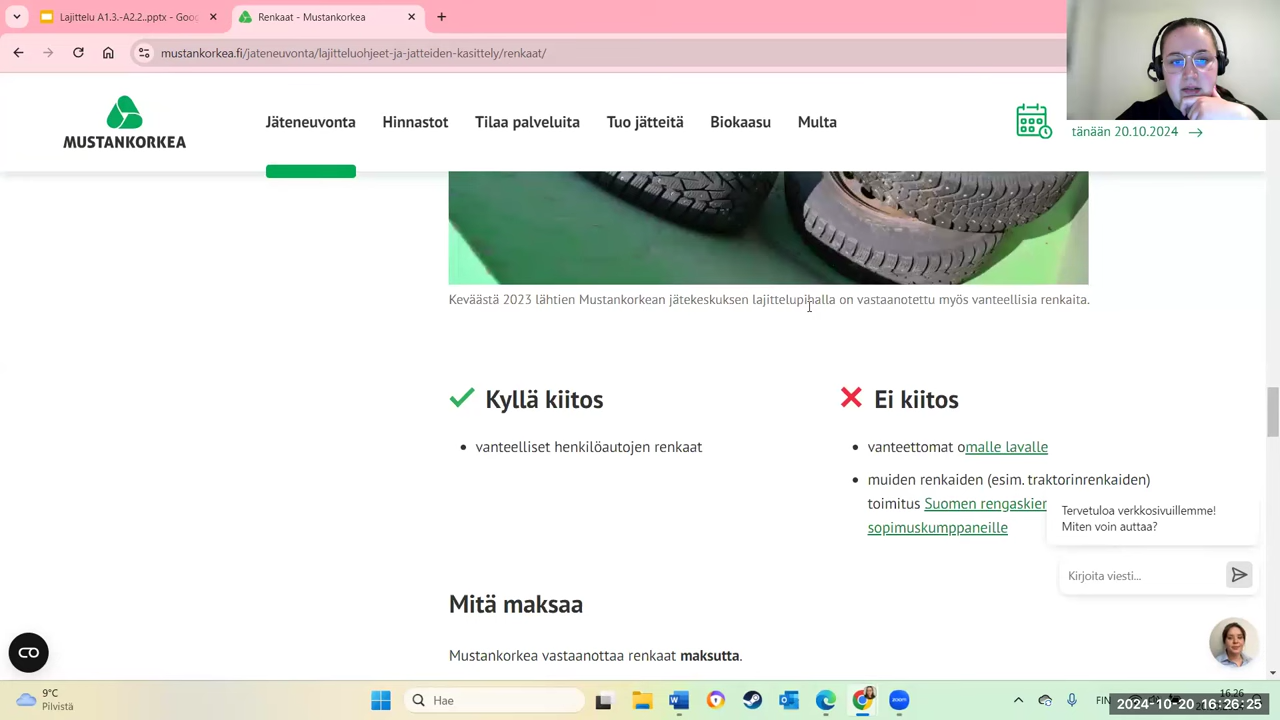 Lajittelu A1.3.-A2.2..pptx - Goo
Renkaat - Mustankorkea
mustankorkea.fi/jateneuvonta/lajitteluohjeet-ja-jatteiden-kasittely/renkaat/
MUSTANKORKEA
Jäteneuvonta
Hinnastot
Tilaa palveluita
Tuo jätteitä
Biokaasu
Multa
tänään 20.10.2024 →
Keväästä 2023 lähtien Mustankorkean jätekeskuksen lajittelupihalla on vastaanotettu myös vanteellisia renkaita.
Kyllä kiitos
• vanteelliset henkilöautojen renkaat
Ei kiitos
• vanteettomat omalle lavalle
• muiden renkaiden (esim. traktorinrenkaiden)
toimitus Suomen rengaskier
sopimuskumppaneille
Tervetuloa verkkosivuillemme!
Miten voin auttaa?
Kirjoita viesti...
Mitä maksaa
Mustankorkea vastaanottaa renkaat maksutta.
9°C
Pilvistä
Hae
FIN
16.26
2024-10-20 16:26:25